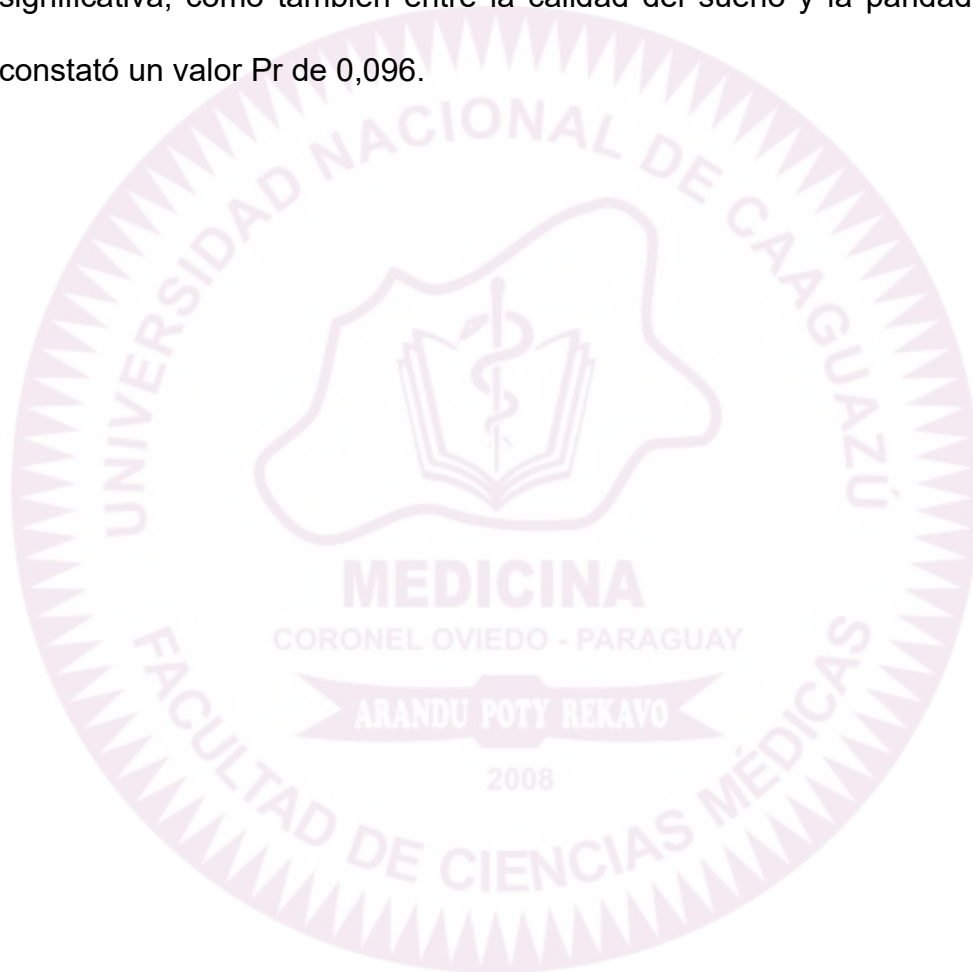 significativa, como también entre la calidad del sueño y la paridad
constató un valor Pr de 0,096.
UNIVERSIDAD NACIONAL DE CAAGUAZÚ
MEDICINA
CORONEL OVIEDO - PARAGUAY
ARANDU POTY REKAVO
2008
FACULTAD DE CIENCIAS MÉDICAS